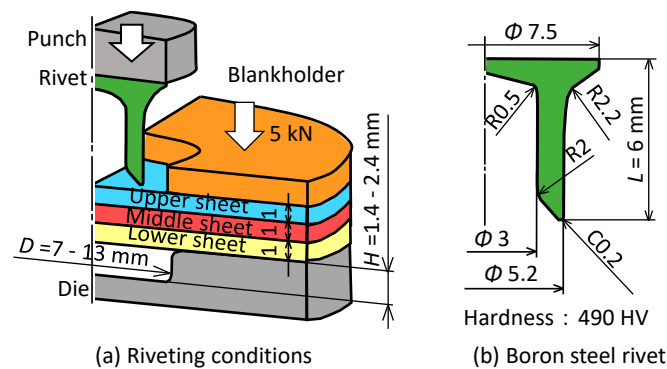 Punch
Rivet
Blankholder
5 kN
Upper sheet
Middle sheet
Lower sheet
1
1
1
D =7 - 13 mm
H =1.4 - 2.4 mm
Die
(a) Riveting conditions
Φ 7.5
R0.5
R2.2
R2
L = 6 mm
Φ 3
Φ 5.2
C0.2
Hardness : 490 HV
(b) Boron steel rivet